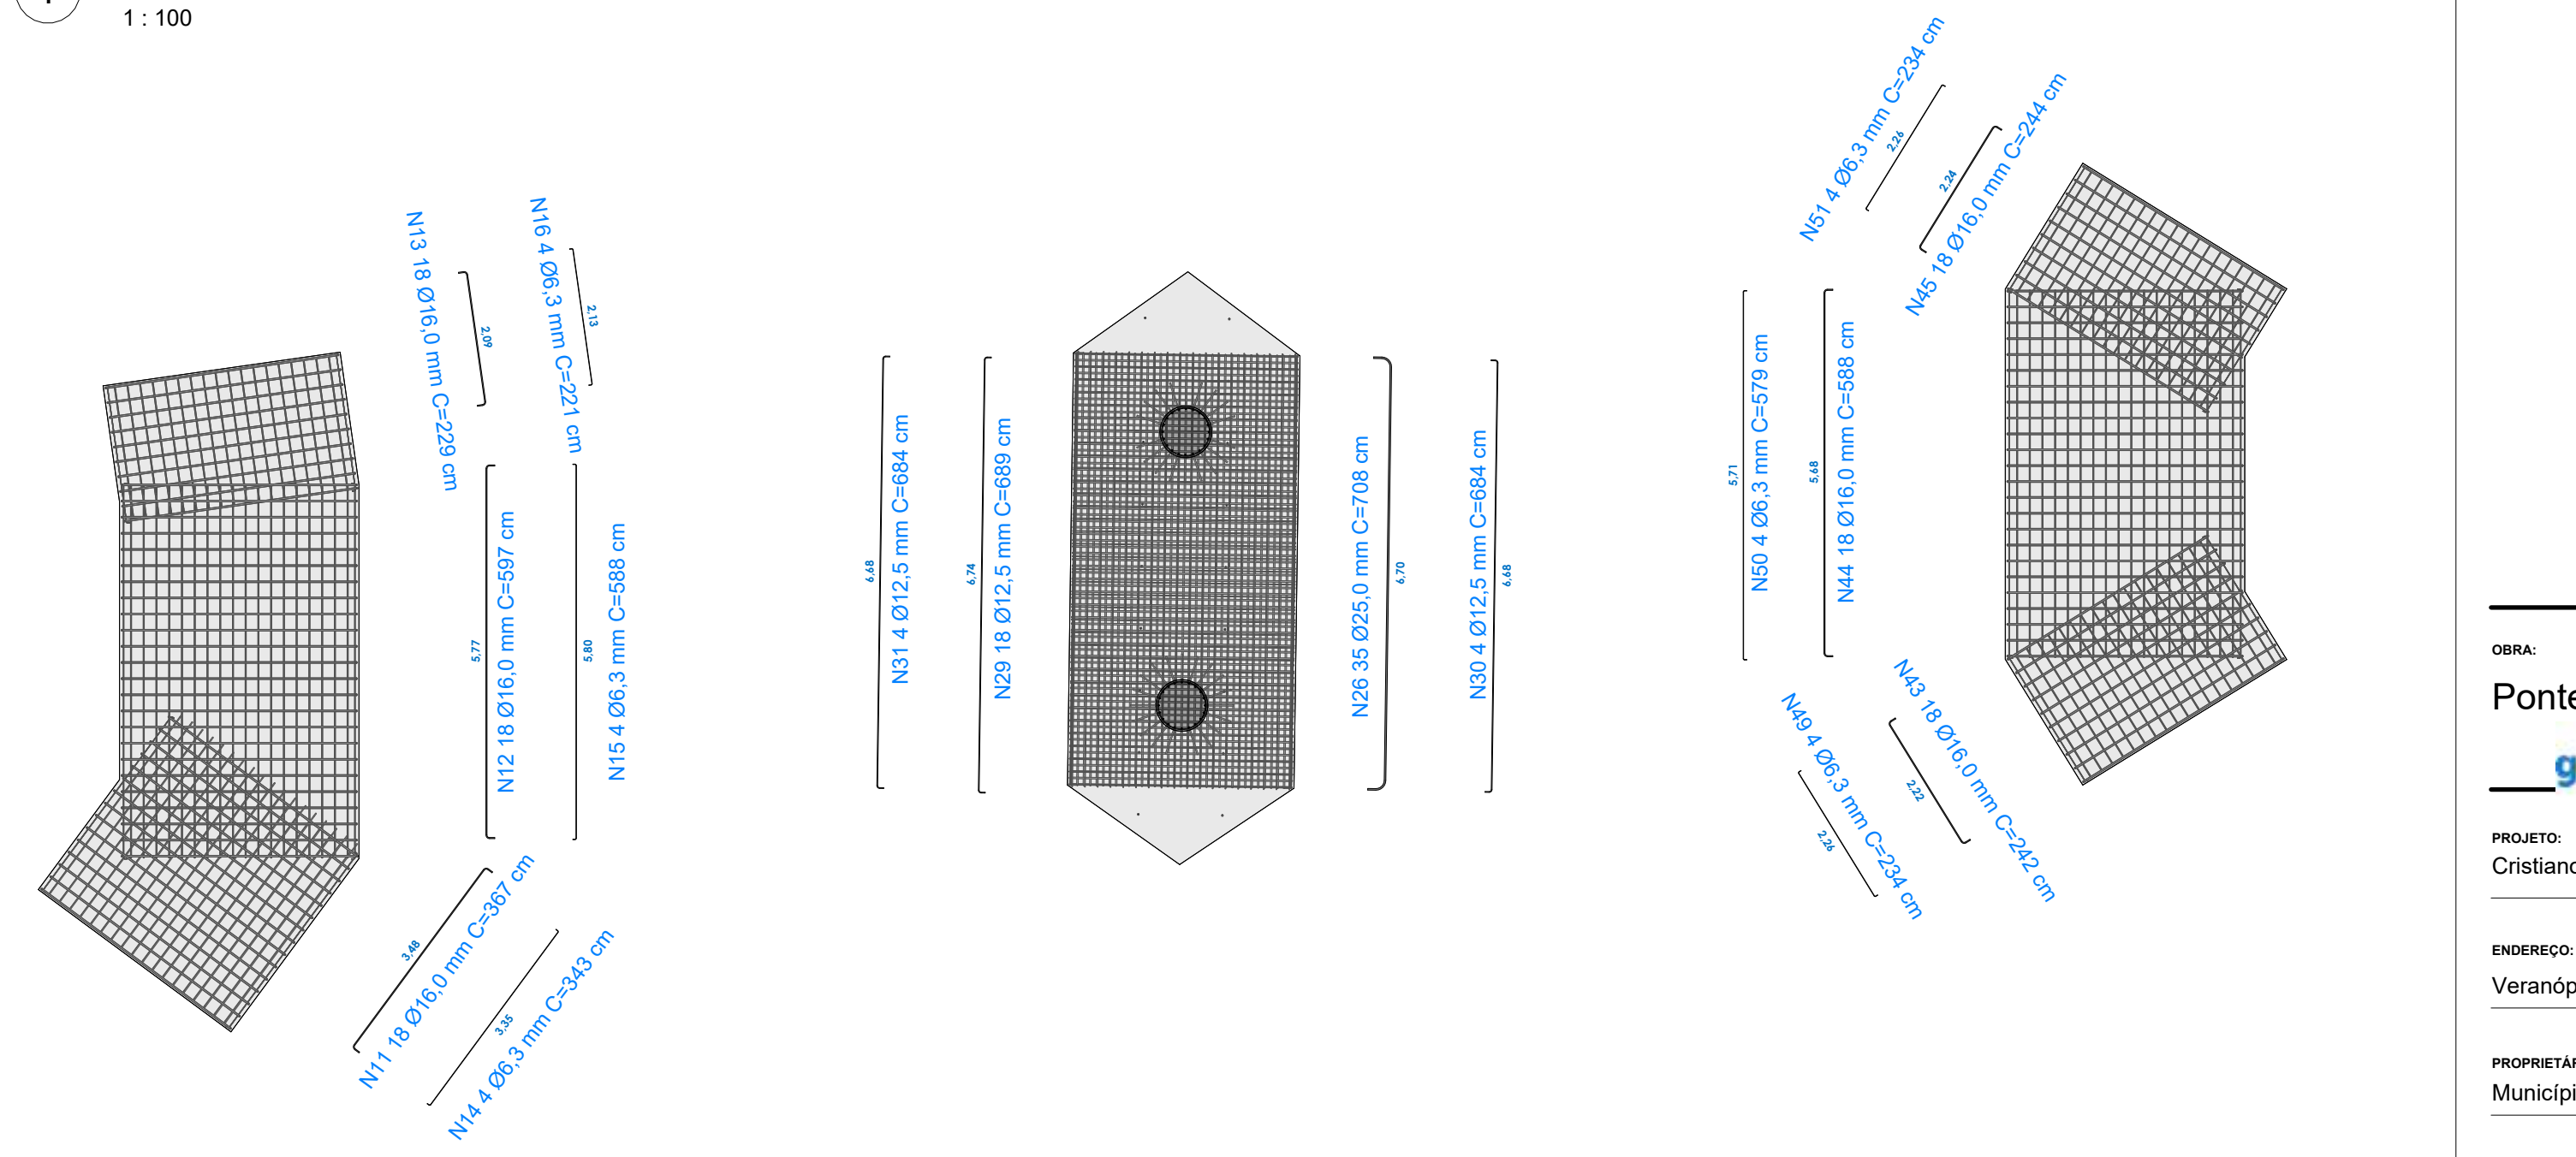 1 : 100
N13 18 Ø16,0 mm C=229 cm
2,09
N16 4 Ø6,3 mm C=221 cm
2,13
N12 18 Ø16,0 mm C=597 cm
5,77
N15 4 Ø6,3 mm C=588 cm
5,80
N11 18 Ø16,0 mm C=367 cm
3,48
N14 4 Ø6,3 mm C=343 cm
3,35
6,68
N31 4 Ø12,5 mm C=684 cm
6,74
N29 18 Ø12,5 mm C=689 cm
N26 35 Ø25,0 mm C=708 cm
6,70
N30 4 Ø12,5 mm C=684 cm
6,68
N51 4 Ø6,3 mm C=234 cm
2,26
2,24
N45 18 Ø16,0 mm C=244 cm
5,71
N50 4 Ø6,3 mm C=579 cm
5,68
N44 18 Ø16,0 mm C=588 cm
N43 18 Ø16,0 mm C=242 cm
2,22
N49 4 Ø6,3 mm C=234 cm
2,26
OBRA:
Ponte
g
PROJETO:
Cristiano
ENDEREÇO:
Veranóp
PROPRIETÁR
Municípi